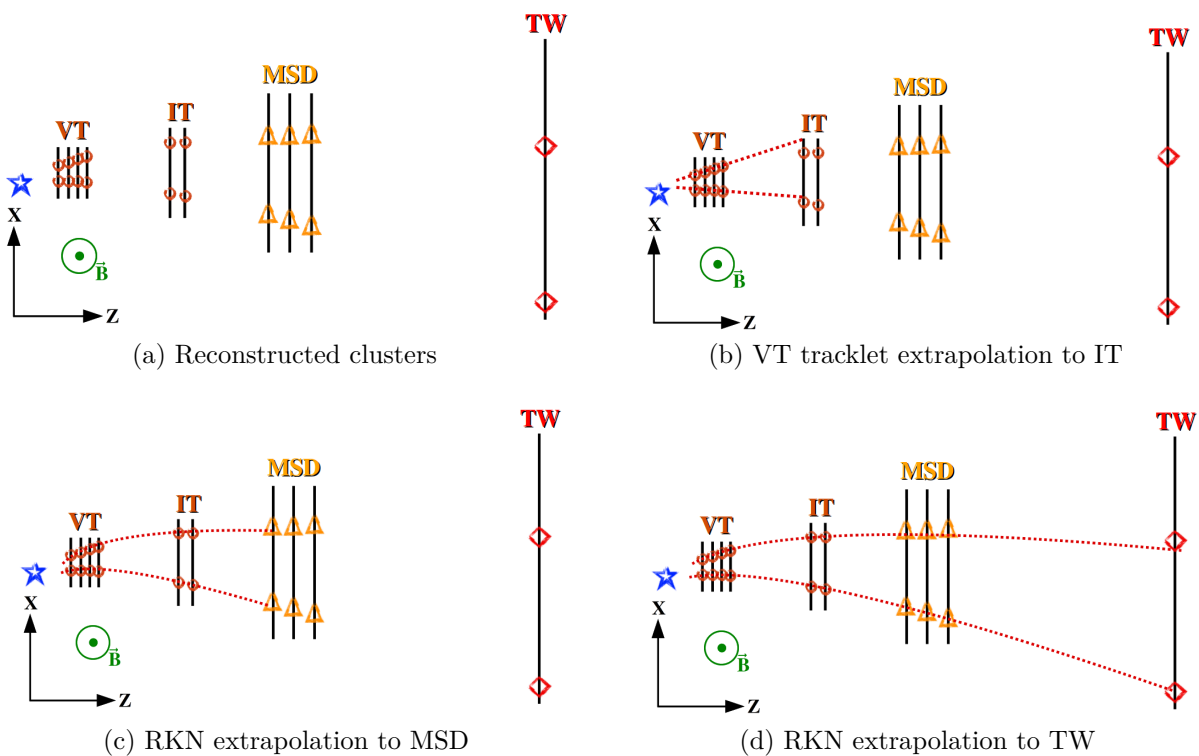 TW
MSD
IT
VT
X
B
Z
(a) Reconstructed clusters
TW
MSD
IT
VT
X
B
Z
(b) VT tracklet extrapolation to IT
TW
MSD
IT
VT
X
B
Z
(c) RKN extrapolation to MSD
TW
MSD
IT
VT
X
B
Z
(d) RKN extrapolation to TW